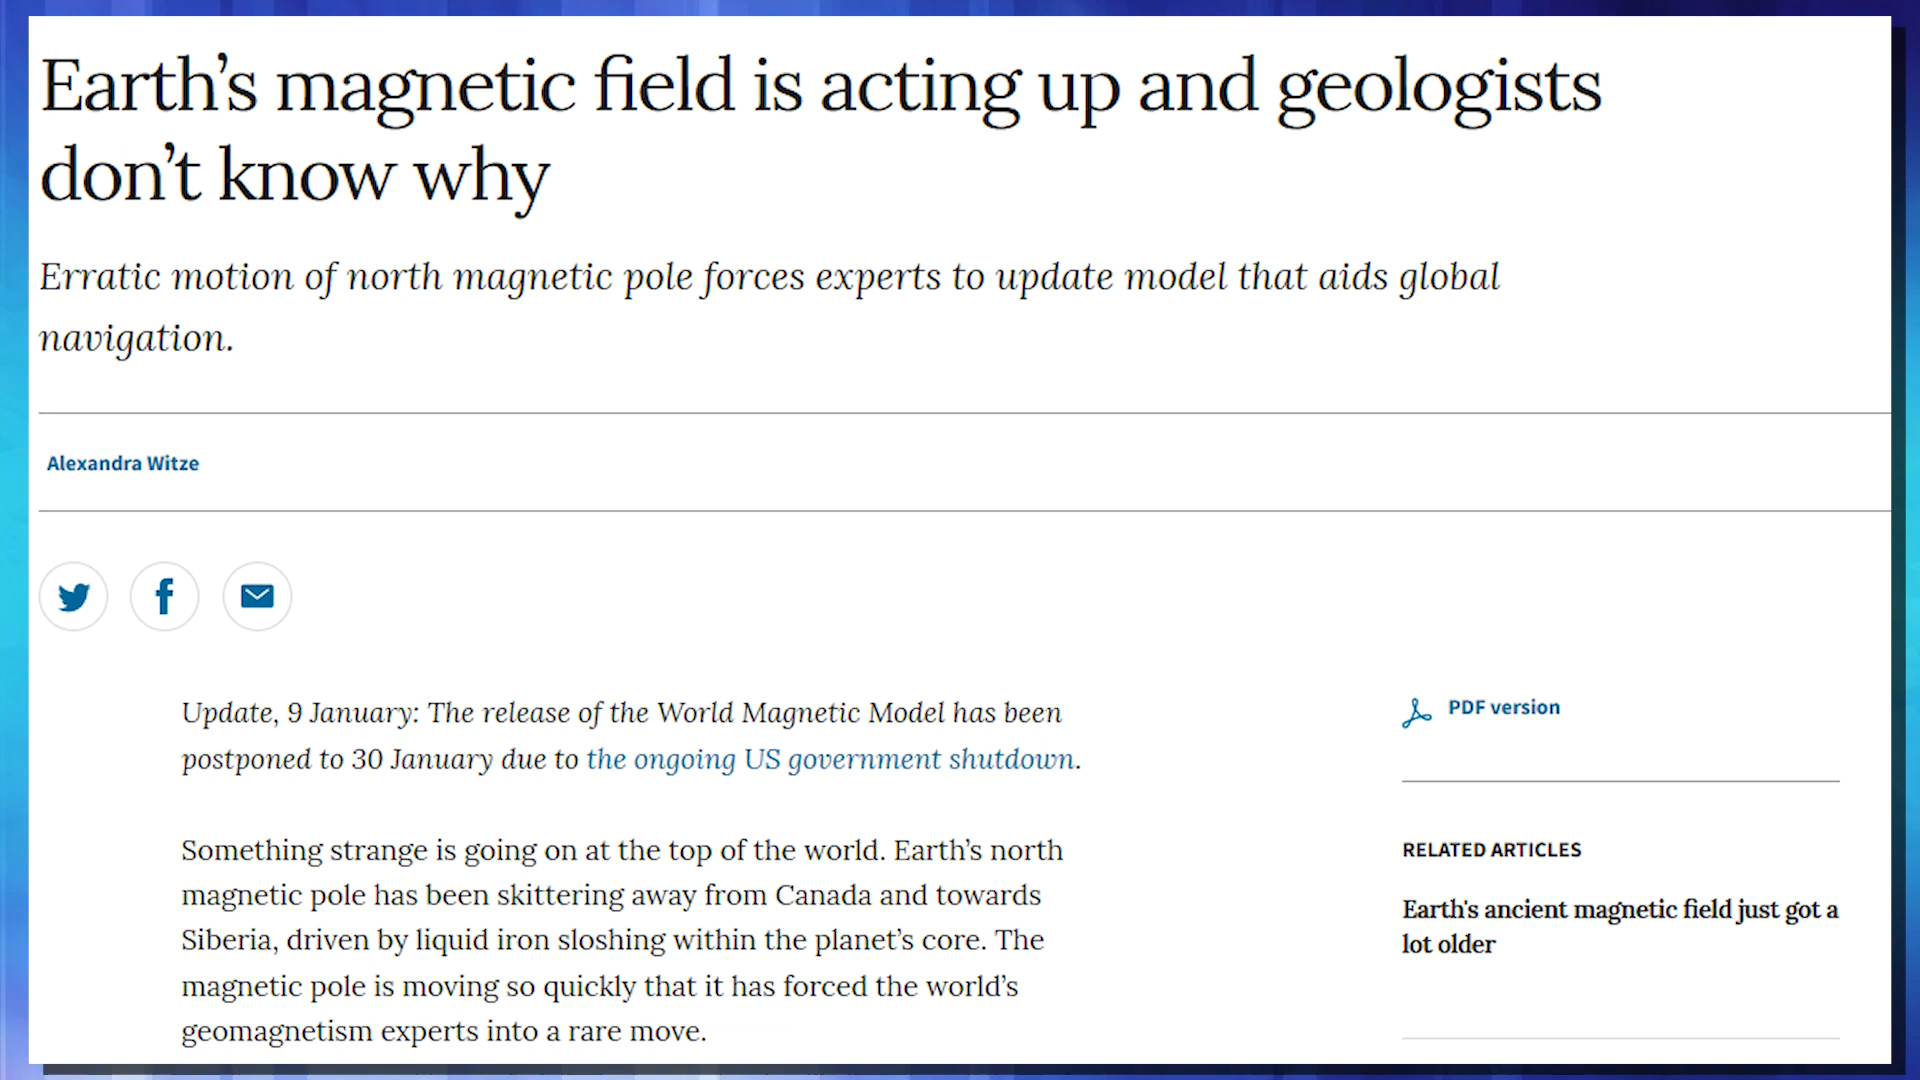 Earth’s magnetic field is acting up and geologists
don’t know why
Erratic motion of north magnetic pole forces experts to update model that aids global
navigation.
Alexandra Witze
Update, 9 January: The release of the World Magnetic Model has been
postponed to 30 January due to the ongoing US government shutdown.
Something strange is going on at the top of the world. Earth’s north
magnetic pole has been skittering away from Canada and towards
Siberia, driven by liquid iron sloshing within the planet’s core. The
magnetic pole is moving so quickly that it has forced the world’s
geomagnetism experts into a rare move.
PDF version
RELATED ARTICLES
Earth's ancient magnetic field just got a
lot older